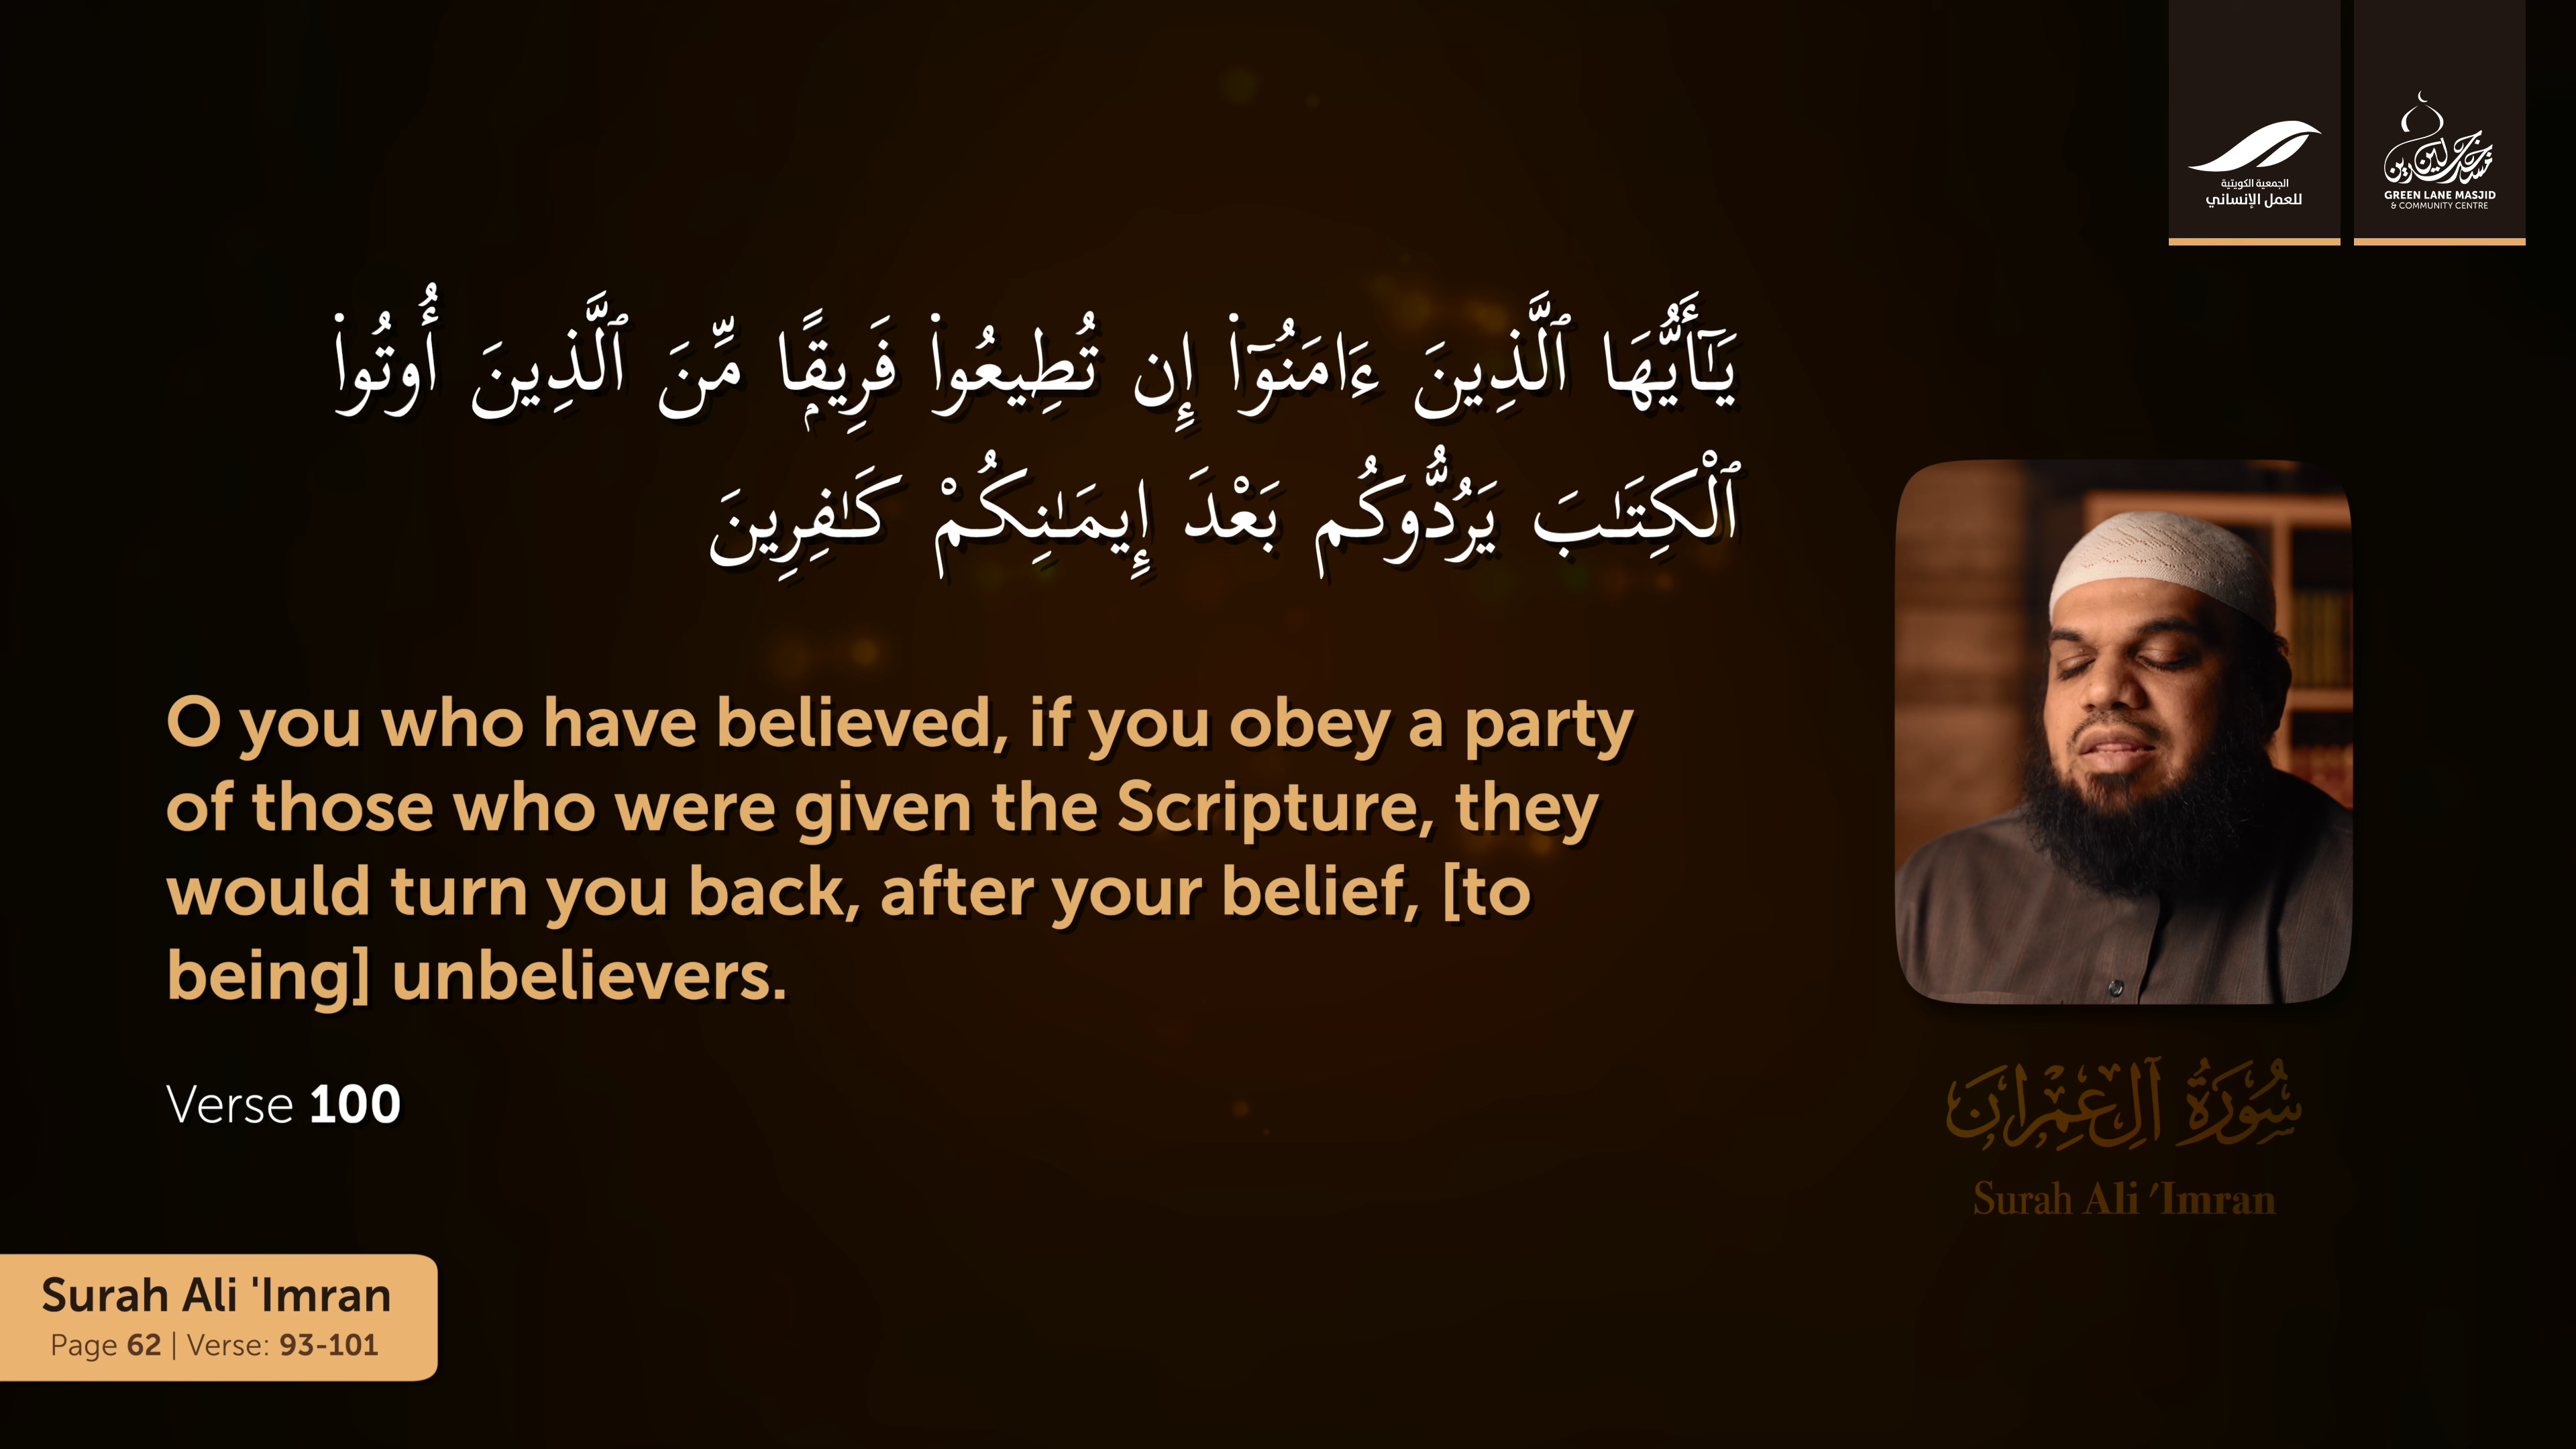 الجمعية الكويتية
للعمل الإنساني
مسجد جرين لين
GREEN LANE MASJID
& COMMUNITY CENTRE
يَـٰٓأَيُّهَا ٱلَّذِينَ ءَامَنُوٓا۟ إِن تُطِيعُوا۟ فَرِيقًۭا مِّنَ ٱلَّذِينَ أُوتُوا۟
ٱلْكِتَـٰبَ يَرُدُّوكُم بَعْدَ إِيمَـٰنِكُمْ كَـٰفِرِينَ
O you who have believed, if you obey a party
of those who were given the Scripture, they
would turn you back, after your belief, [to
being] unbelievers.
Verse 100
سُورَةُ آلِ عِمْرَانَ
Surah Ali 'Imran
Surah Ali 'Imran
Page 62 | Verse: 93-101